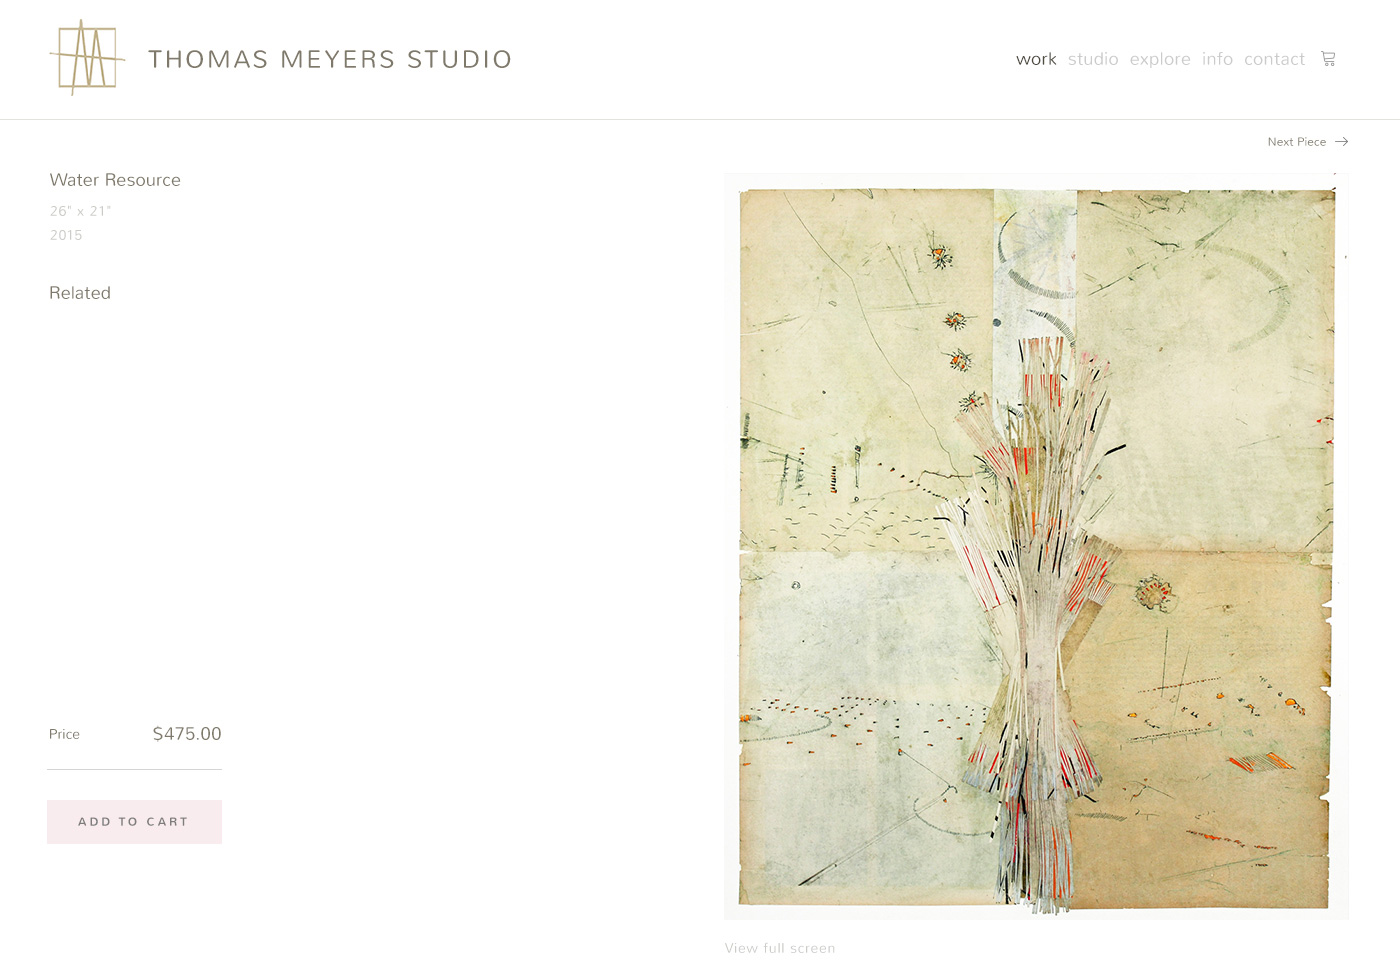 THOMAS MEYERS STUDIO
work studio explore info contact
Next Piece
Water Resource
26" x 21"
2015
Related
Price $475.00
ADD TO CART
View full screen